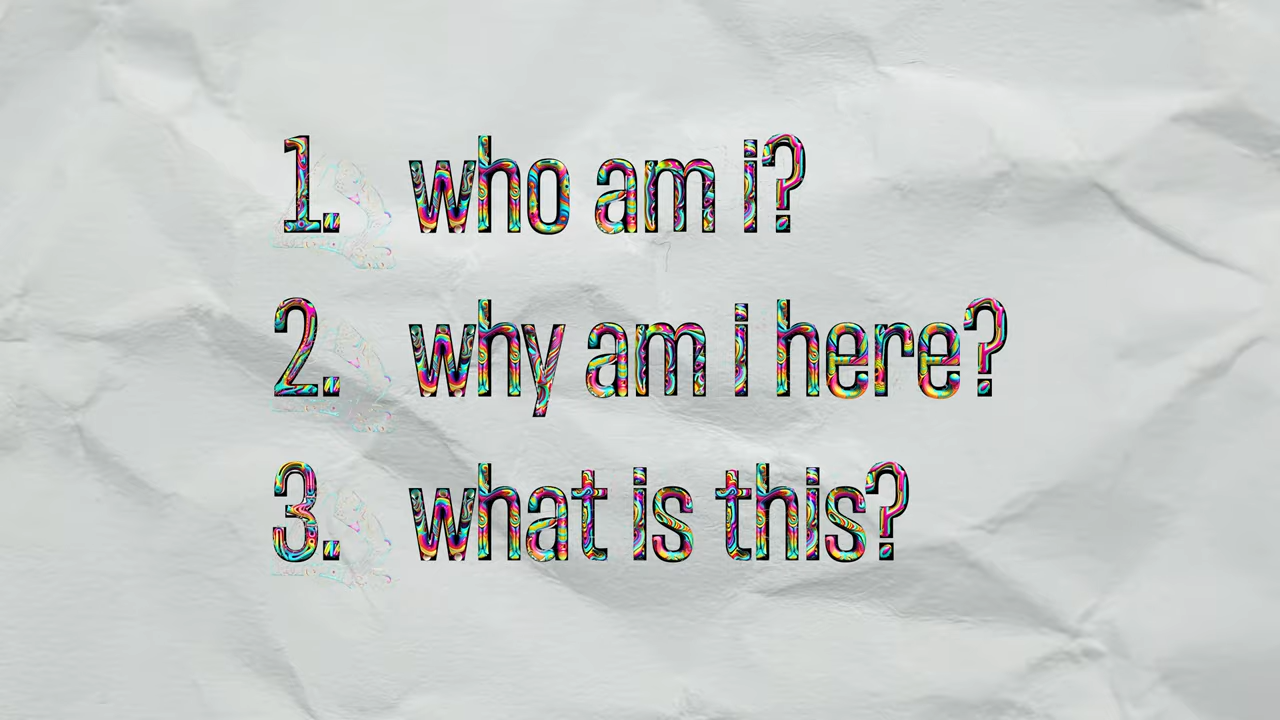 1. who am i?
2. why am i here?
3. what is this?